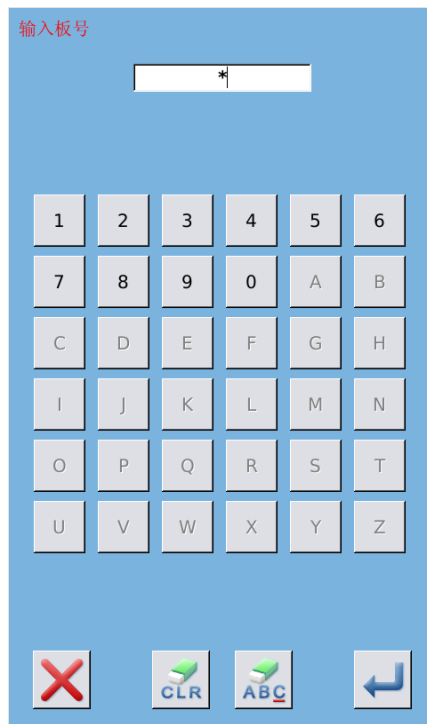 输入板号
*
1 2 3 4 5 6
7 8 9 0 A B
C D E F G H
I J K L M N
O P Q R S T
U V W X Y Z
CLR ABC